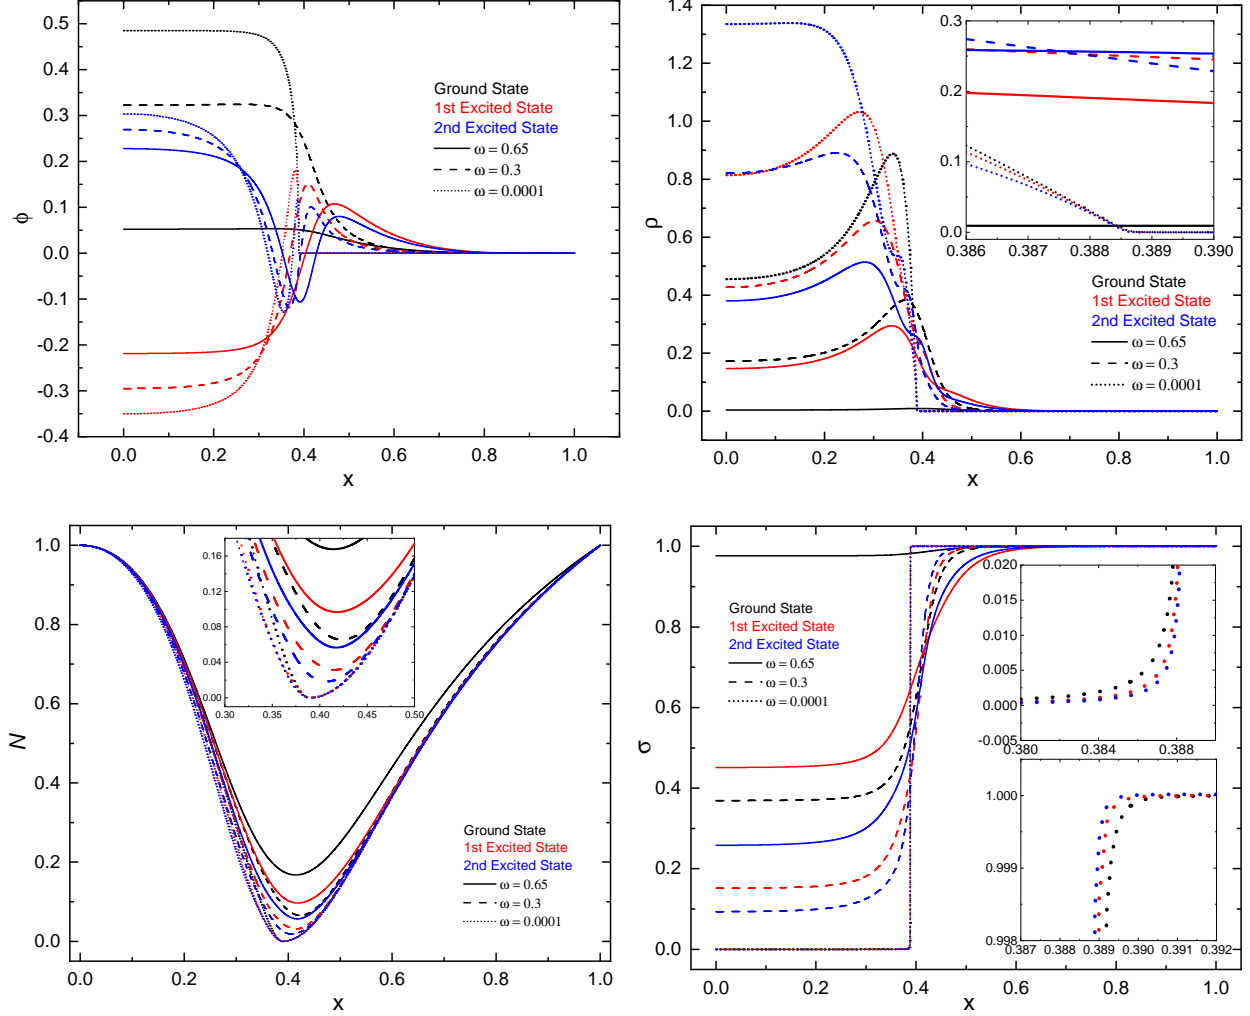 0.5
0.4
0.3
0.2
0.1
0.0
-0.1
-0.2
-0.3
-0.4
ϕ
Ground State
1st Excited State
2nd Excited State
ω = 0.65
ω = 0.3
ω = 0.0001
0.0 0.2 0.4 0.6 0.8 1.0
x
1.4
1.2
1.0
0.8
0.6
0.4
0.2
0.0
ρ
0.3
0.2
0.1
0.0
0.386 0.387 0.388 0.389 0.390
Ground State
1st Excited State
2nd Excited State
ω = 0.65
ω = 0.3
ω = 0.0001
0.0 0.2 0.4 0.6 0.8 1.0
x
1.0
0.8
0.6
0.4
0.2
0.0
N
0.16
0.12
0.08
0.04
0.00
0.30 0.35 0.40 0.45 0.50
Ground State
1st Excited State
2nd Excited State
ω = 0.65
ω = 0.3
ω = 0.0001
0.0 0.2 0.4 0.6 0.8 1.0
x
1.0
0.8
0.6
0.4
0.2
0.0
σ
Ground State
1st Excited State
2nd Excited State
ω = 0.65
ω = 0.3
ω = 0.0001
0.020
0.015
0.010
0.005
0.000
-0.005
0.380 0.384 0.388
1.000
0.999
0.998
0.387 0.388 0.389 0.390 0.391 0.392
0.0 0.2 0.4 0.6 0.8 1.0
x